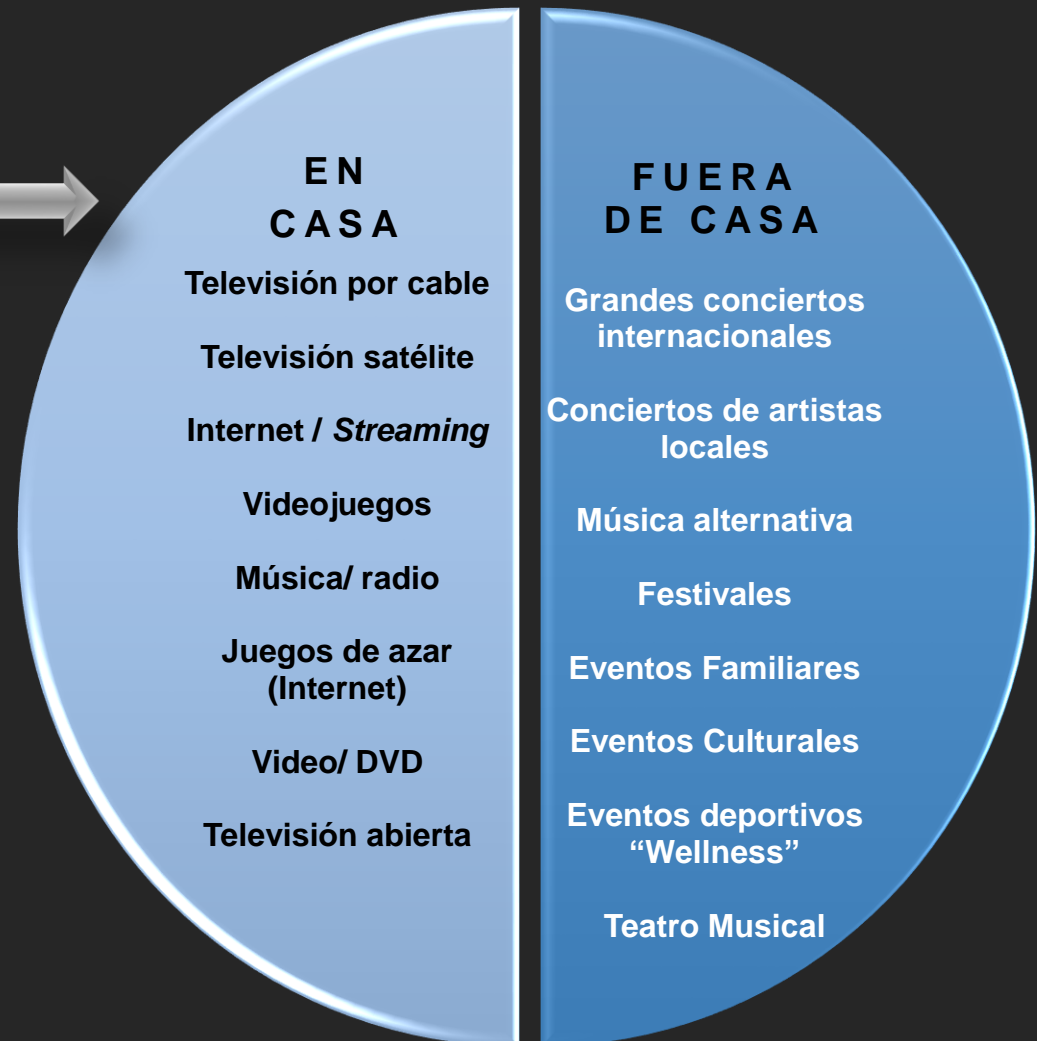 EN
CASA
Televisión por cable
Televisión satélite
Internet / Streaming
Videojuegos
Música/ radio
Juegos de azar
(Internet)
Video/ DVD
Televisión abierta
FUERA
DE CASA
Grandes conciertos
internacionales
Conciertos de artistas
locales
Música alternativa
Festivales
Eventos Familiares
Eventos Culturales
Eventos deportivos
“Wellness”
Teatro Musical